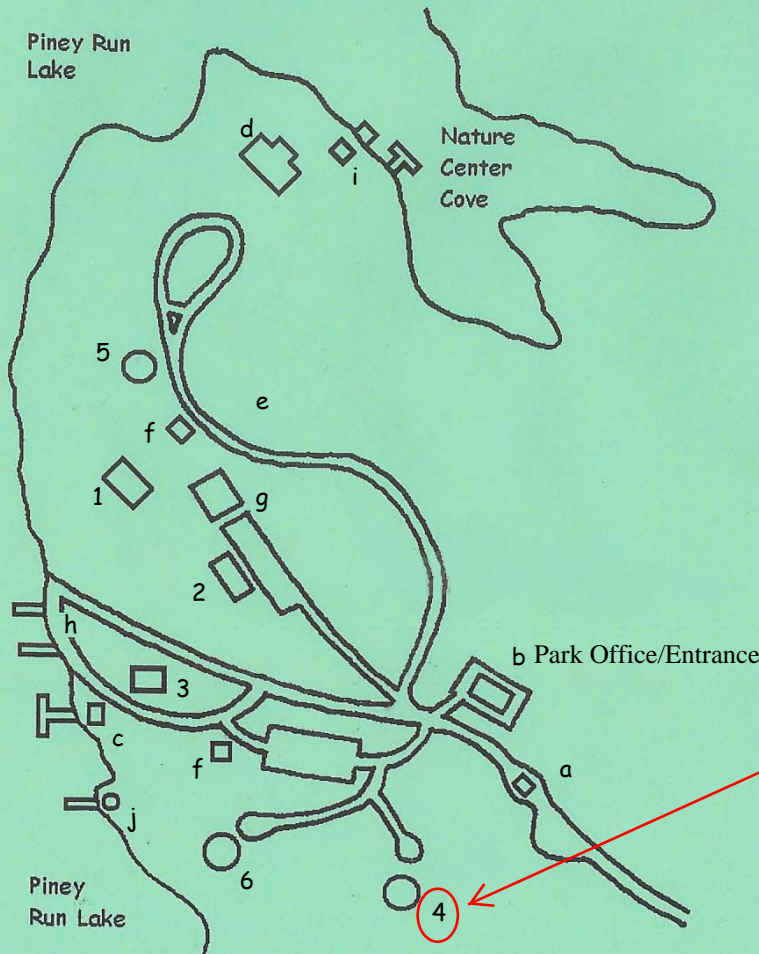 Piney Run
Lake
d
i
Nature
Center
Cove
5
e
f
1
g
2
h
b Park Office/Entrance
3
c
f
a
j
6
Piney
Run Lake
4